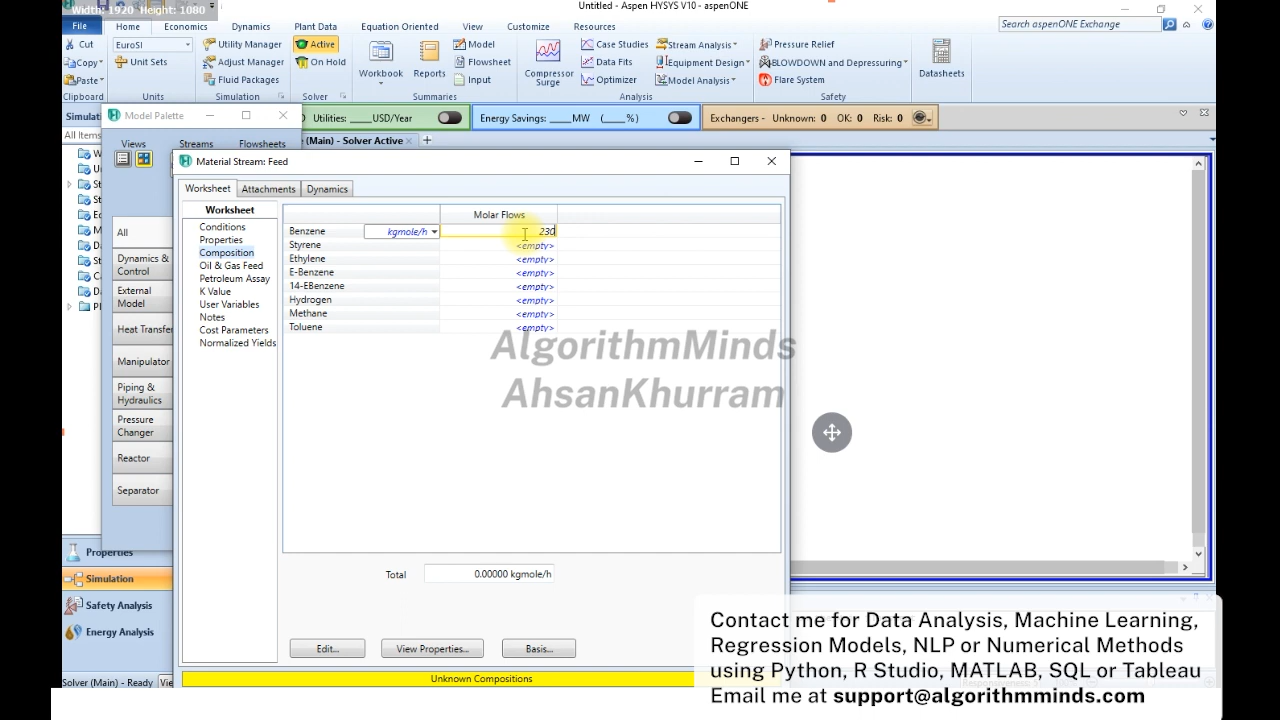 Width: 1920 Height: 1080
Untitled - Aspen HYSYS V10 - aspenONE
File Home Economics Dynamics Plant Data Equation Oriented View Customize Resources
Search aspenONE Exchange
Cut EuroSI Utility Manager Active Model Case Studies Stream Analysis Pressure Relief
Copy Unit Sets Adjust Manager On Hold Flowsheet Data Fits Equipment Design BLOWDOWN and Depressuring
Paste Fluid Packages Workbook Reports Input Compressor Surge Optimizer Model Analysis Flare System Datasheets
Clipboard Units Simulation Solver Summaries Analysis Safety
Model Palette
Utilities: ____USD/Year
Energy Savings: ____MW (____%)
Exchangers - Unknown: 0 OK: 0 Risk: 0
All Items
Views Streams Flowsheets
(Main) - Solver Active
Material Stream: Feed
Worksheet Attachments Dynamics
Worksheet
Conditions
Properties
Composition
Oil & Gas Feed
Petroleum Assay
K Value
User Variables
Notes
Cost Parameters
Normalized Yields
Molar Flows
Benzene kgmole/h 230
Styrene <empty>
Ethylene <empty>
E-Benzene <empty>
14-EBenzene <empty>
Hydrogen <empty>
Methane <empty>
Toluene <empty>
All
Dynamics & Control
External Model
Heat Transfer
Manipulator
Piping & Hydraulics
Pressure Changer
Reactor
Separator
AlgorithmMinds
AhsanKhurram
Total 0.00000 kgmole/h
Edit... View Properties... Basis...
Unknown Compositions
Properties
Simulation
Safety Analysis
Energy Analysis
Solver (Main) - Ready
Contact me for Data Analysis, Machine Learning,
Regression Models, NLP or Numerical Methods
using Python, R Studio, MATLAB, SQL or Tableau
Email me at support@algorithmminds.com